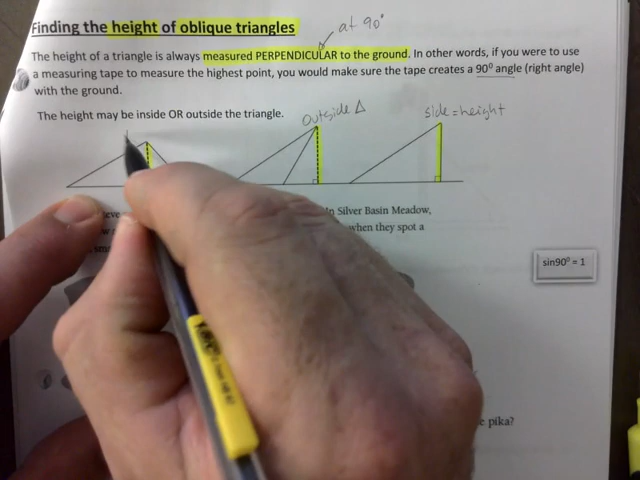 Finding the height of oblique triangles
at 90°
The height of a triangle is always measured PERPENDICULAR to the ground. In other words, if you were to use
a measuring tape to measure the highest point, you would make sure the tape creates a 90⁰ angle (right angle)
with the ground.
The height may be inside OR outside the triangle.
outside Δ
side = height
Silver Basin Meadow,
when they spot a
sin90⁰ = 1
pika?